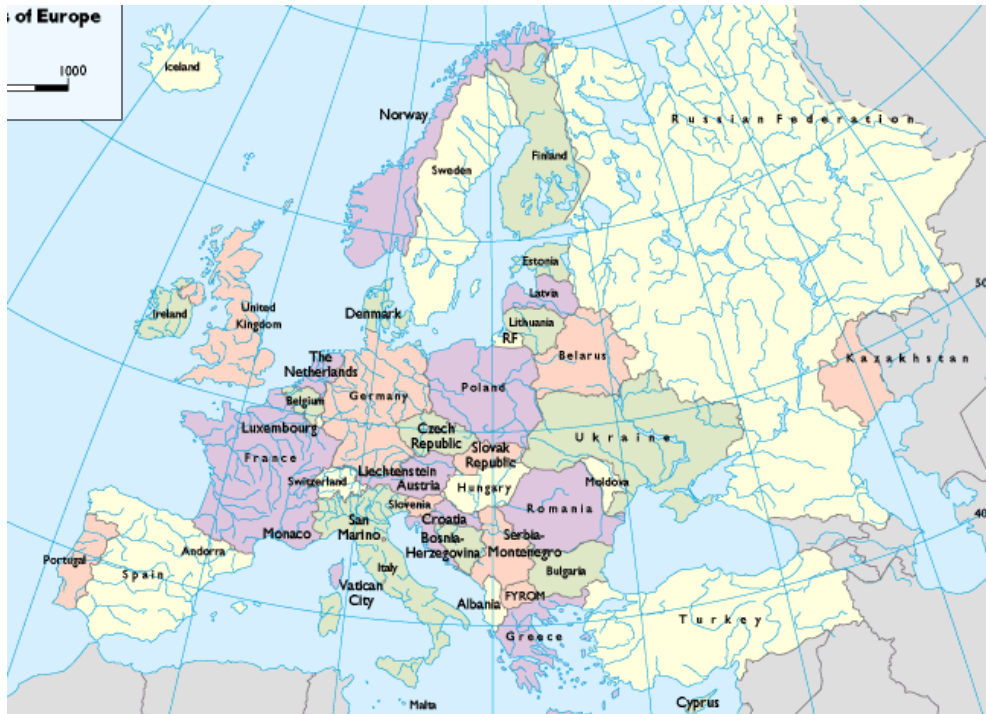 s of Europe
1000
Iceland
Norway
Russian Federation
Sweden
Finland
Estonia
Latvia
Lithuania
RF
Ireland
United
Kingdom
Denmark
Belarus
Kazakhstan
50
The
Netherlands
Belgium
Germany
Poland
Luxembourg
Czech
Republic
Ukraine
Slovak
Republic
France
Liechtenstein
Switzerland
Austria
Hungary
Moldova
Slovenia
Romania
40
Monaco
San
Marino
Croatia
Bosnia-
Herzegovina
Serbia-
Montenegro
Andorra
Portugal
Spain
Italy
Bulgaria
Vatican
City
Albania
FYROM
Greece
Turkey
Malta
Cyprus